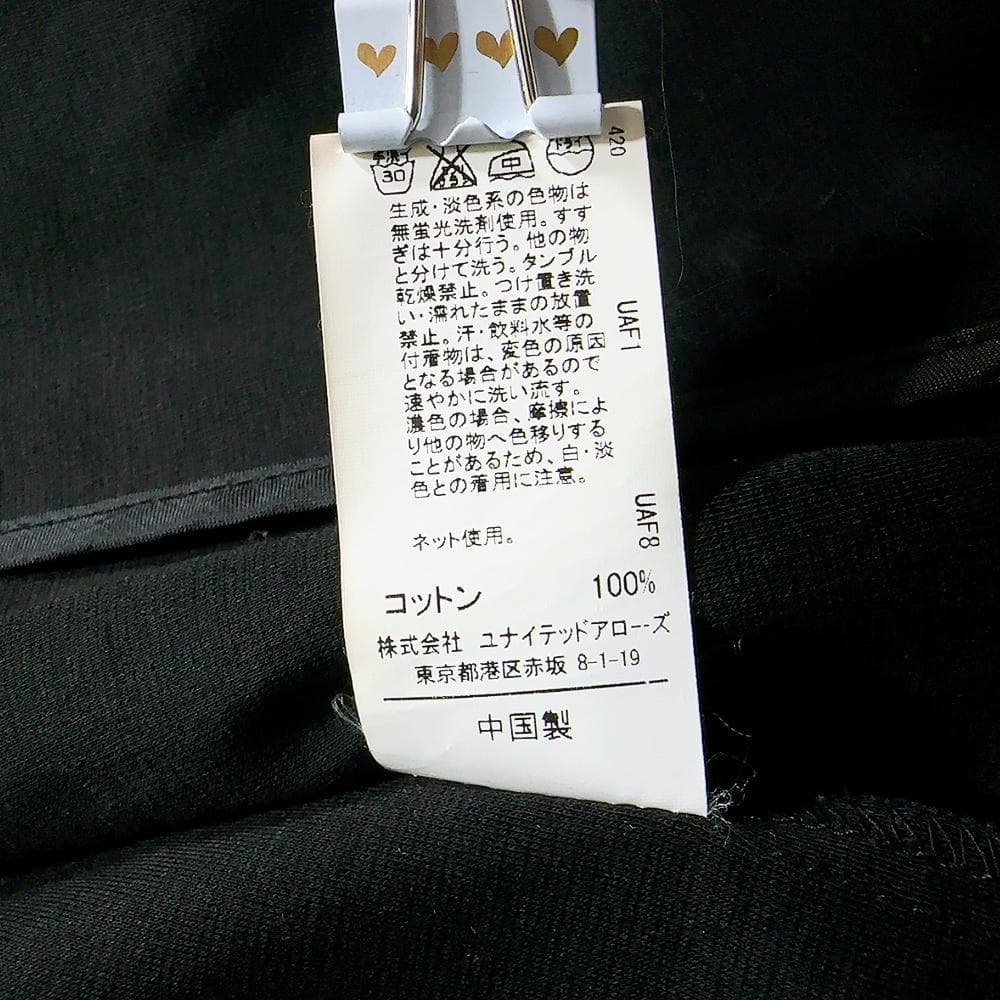 手洗
30
エンソサラシ
中
ドライ
420
生成・淡色系の色物は
無蛍光洗剤使用。すす
ぎは十分行う。他の物
と分けて洗う。タンブル
乾燥禁止。つけ置き洗
い・濡れたままの放置
禁止。汗・飲料水等の
付着物は、変色の原因
となる場合があるので
速やかに洗い流す。
濃色の場合、摩擦によ
り他の物へ色移りする
ことがあるため、白・淡
色との着用に注意。
UAF1
UAF8
ネット使用。
コットン 100%
株式会社 ユナイテッドアローズ
東京都港区赤坂 8-1-19
中国製